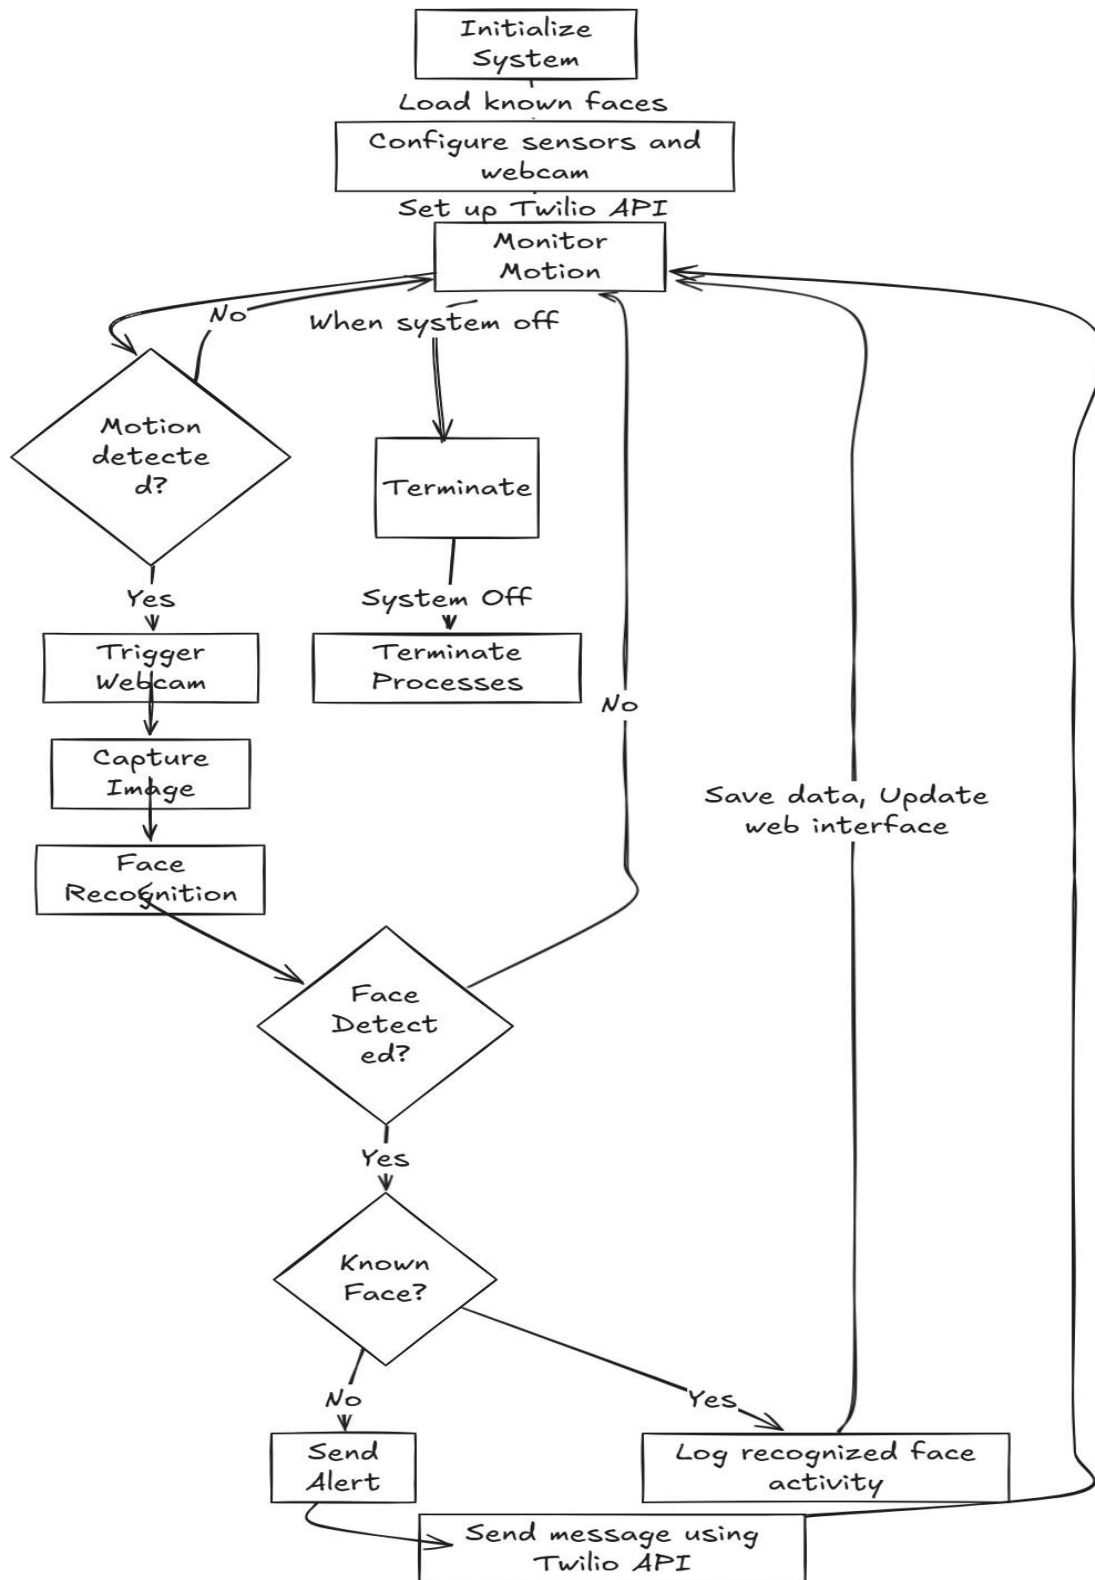 Initialize
System
Load known faces
Configure sensors and
webcam
Set up Twilio API
Monitor
Motion
No
When system off
Motion
detecte
d?
Terminate
Yes
System Off
Trigger
Webcam
Terminate
Processes
No
Capture
Image
Save data, Update
web interface
Face
Recognition
Face
Detect
ed?
Yes
Known
Face?
No
Yes
Send
Alert
Log recognized face
activity
Send message using
Twilio API